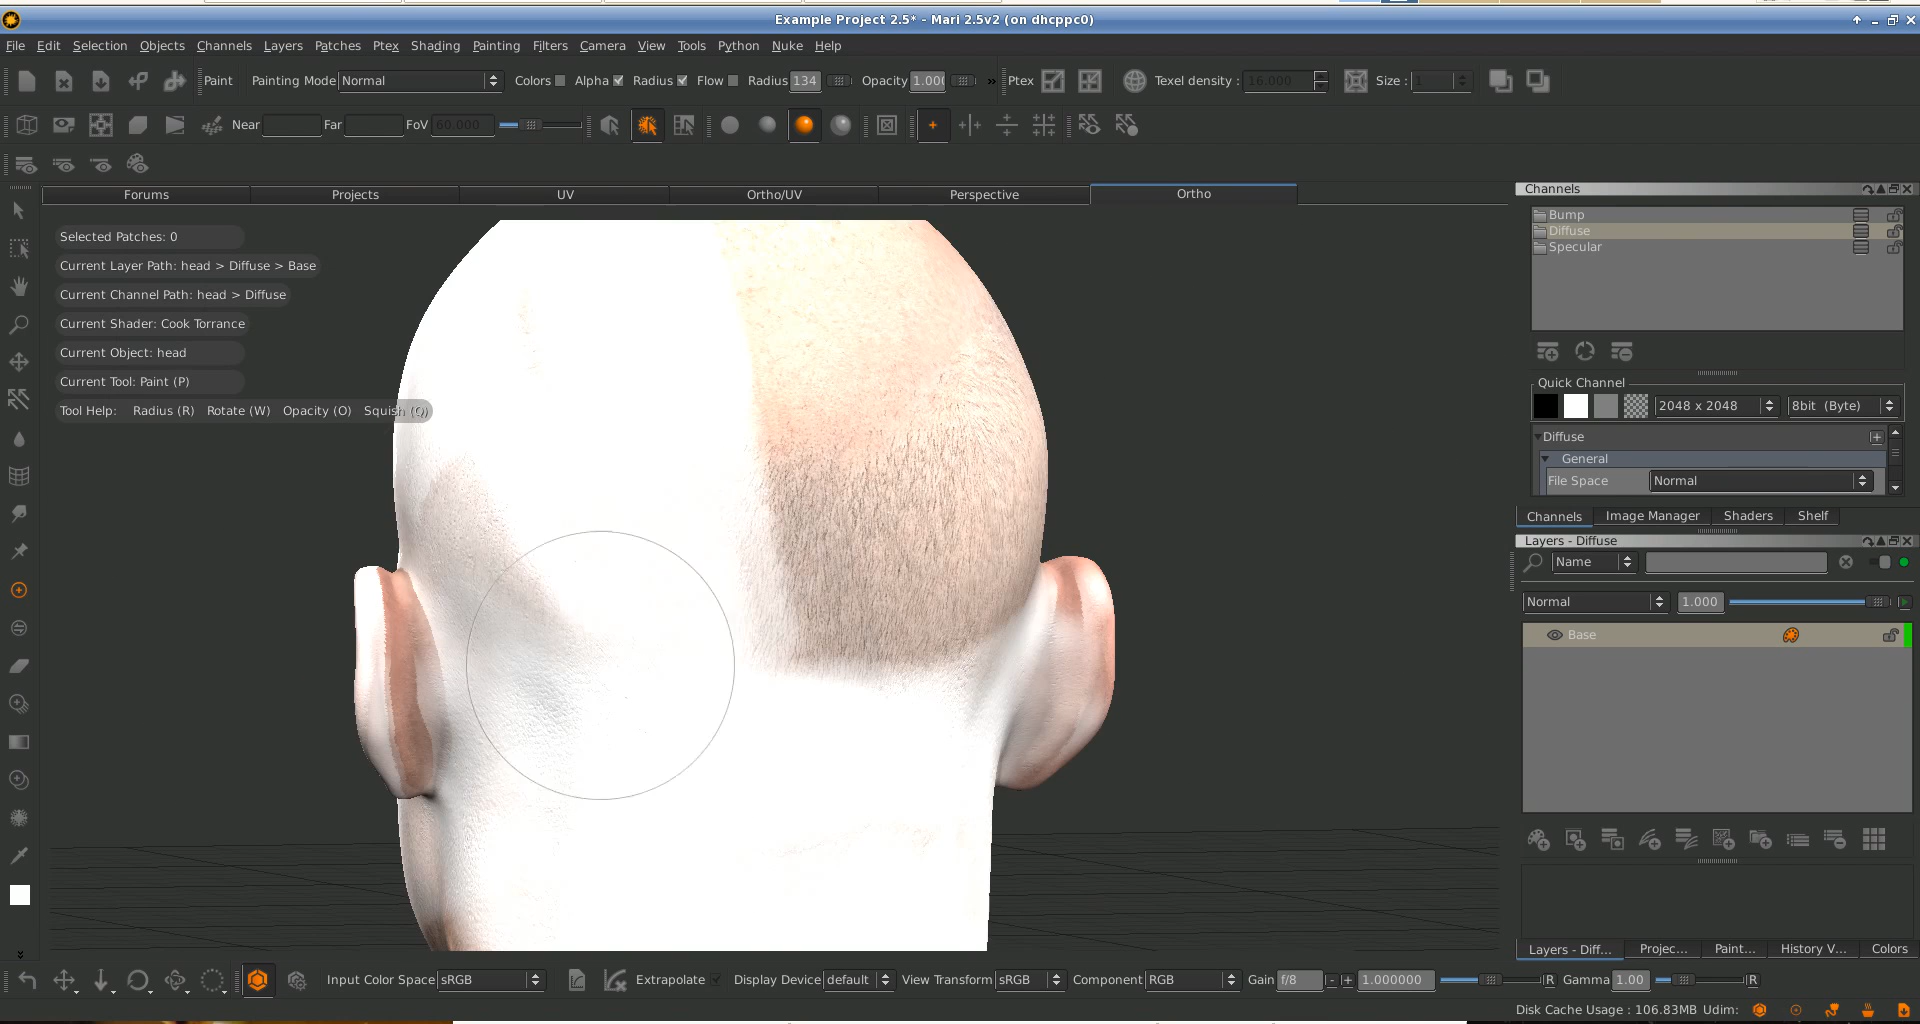 Example Project 2.5* - Mari 2.5v2 (on dhcppc0)
File Edit Selection Objects Channels Layers Patches Ptex Shading Painting Filters Camera View Tools Python Nuke Help
Paint Painting Mode Normal Colors Alpha Radius Flow Radius 134 Opacity 1.00 » Ptex Texel density : 16.000 Size : 1
Near Far FoV 60.000
Forums Projects UV Ortho/UV Perspective Ortho
Channels
Bump
Diffuse
Specular
Selected Patches: 0
Current Layer Path: head > Diffuse > Base
Current Channel Path: head > Diffuse
Current Shader: Cook Torrance
Current Object: head
Current Tool: Paint (P)
Tool Help: Radius (R) Rotate (W) Opacity (O) Squish (Q)
Quick Channel
2048 x 2048 8bit (Byte)
Diffuse
General
File Space Normal
Channels Image Manager Shaders Shelf
Layers - Diffuse
Name
Normal 1.000
Base
Layers - Diff... Projec... Paint... History V... Colors
Input Color Space sRGB Extrapolate Display Device default View Transform sRGB Component RGB Gain f/8 - + 1.000000 R Gamma 1.00 R
Disk Cache Usage : 106.83MB Udim: